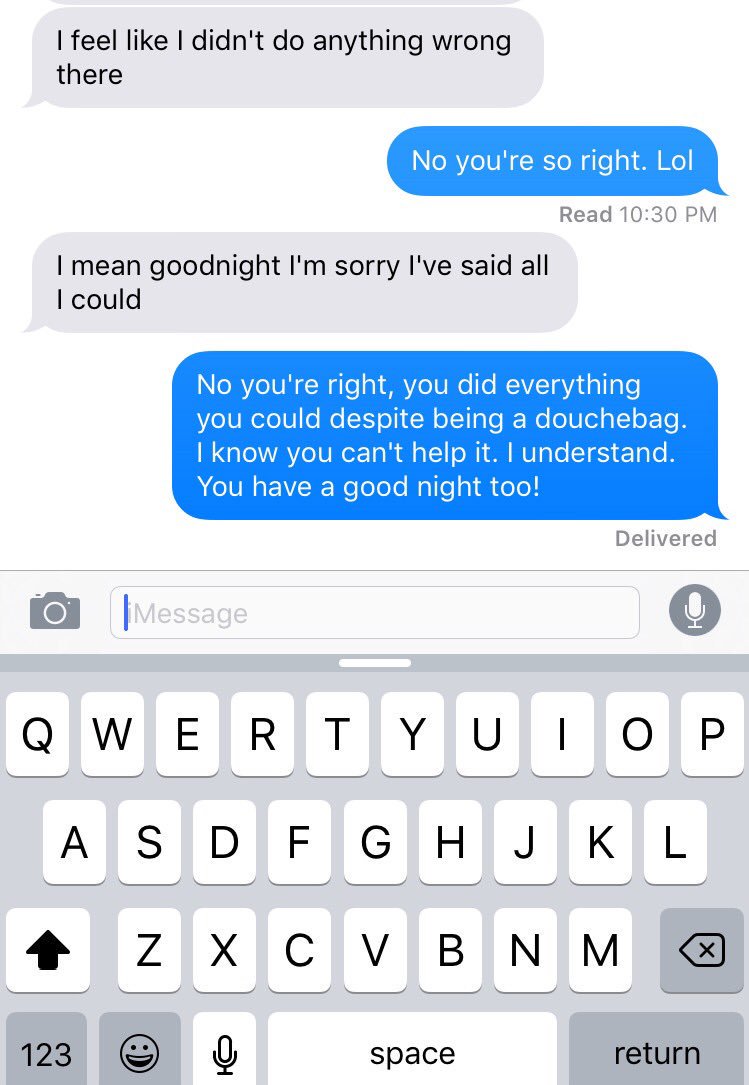 I feel like I didn't do anything wrong
there
No you're so right. Lol
Read 10:30 PM
I mean goodnight I'm sorry I've said all
I could
No you're right, you did everything
you could despite being a douchebag.
I know you can't help it. I understand.
You have a good night too!
Delivered
iMessage
Q W E R T Y U I O P
A S D F G H J K L
Z X C V B N M
123 space return